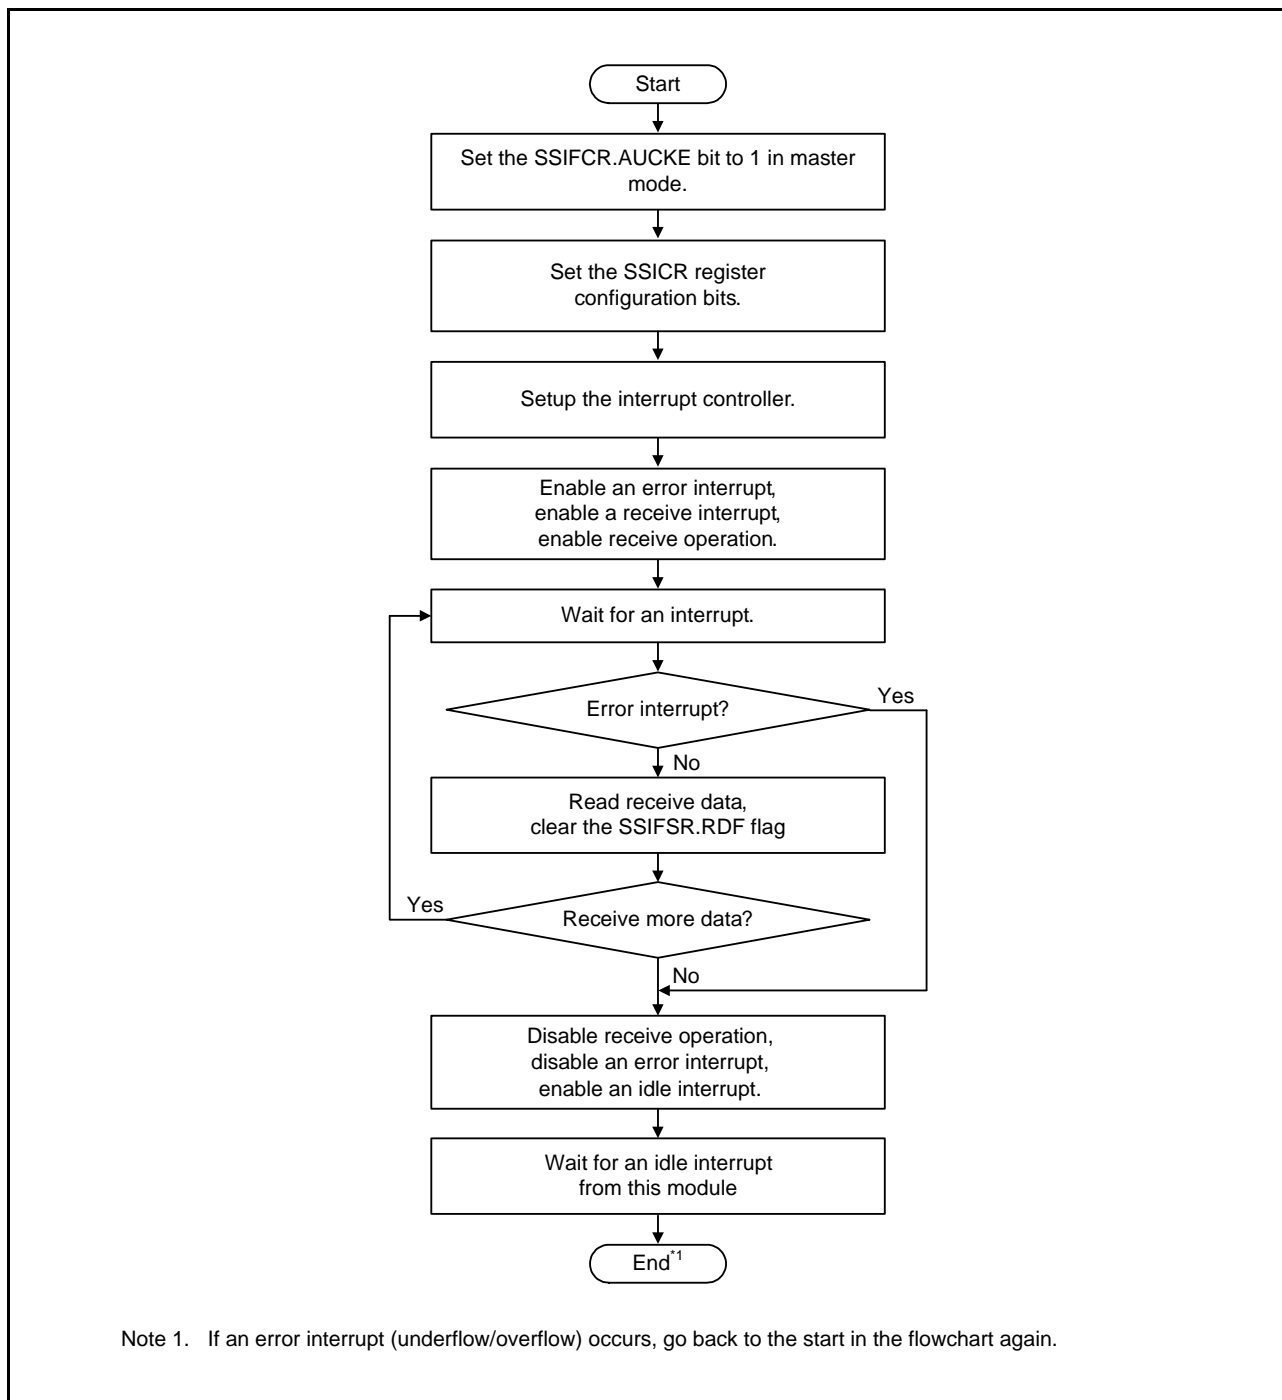 Start
Set the SSIFCR.AUCKE bit to 1 in master
mode.
Set the SSICR register
configuration bits.
Setup the interrupt controller.
Enable an error interrupt,
enable a receive interrupt,
enable receive operation.
Wait for an interrupt.
Error interrupt?
Yes
No
Read receive data,
clear the SSIFSR.RDF flag
Yes
Receive more data?
No
Disable receive operation,
disable an error interrupt,
enable an idle interrupt.
Wait for an idle interrupt
from this module
End*1
Note 1. If an error interrupt (underflow/overflow) occurs, go back to the start in the flowchart again.